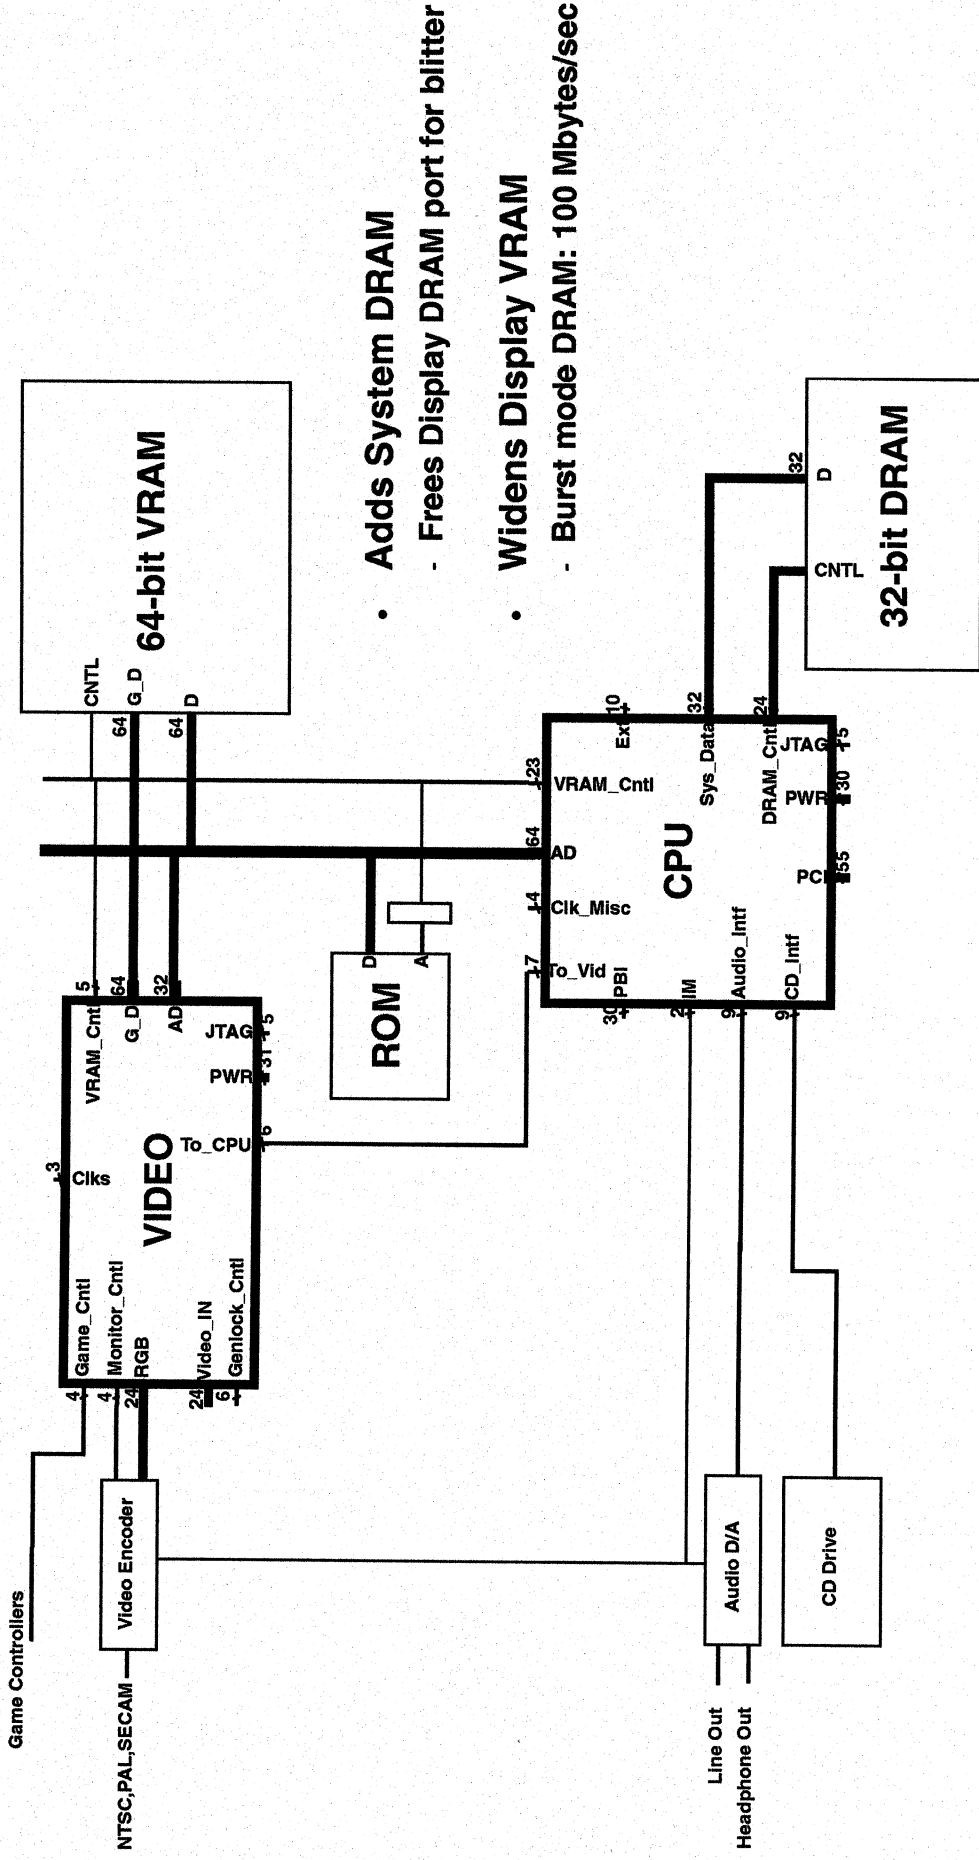 Game Controllers
NTSC,PAL,SECAM
Video Encoder
4
4
24
24
6
Game_Cntl
Monitor_Cntl
RGB
Video_IN
Genlock_Cntl
3
Clks
VIDEO
To_CPU
6
PWR
31
JTAG
5
VRAM_Cntl
G_D
AD
5
64
32
CNTL
G_D
D
64
64
64-bit VRAM
ROM
D
A
• Adds System DRAM
- Frees Display DRAM port for blitter
• Widens Display VRAM
- Burst mode DRAM: 100 Mbytes/sec
7
To_Vid
4
Clk_Misc
64
AD
23
VRAM_Cntl
CPU
30
PBI
2
IM
9
Audio_Intf
9
CD_Intf
Ext
10
Sys_Data
32
DRAM_Cntl
24
JTAG
5
PWR
30
PCI
55
32
D
CNTL
32-bit DRAM
Line Out
Headphone Out
Audio D/A
CD Drive